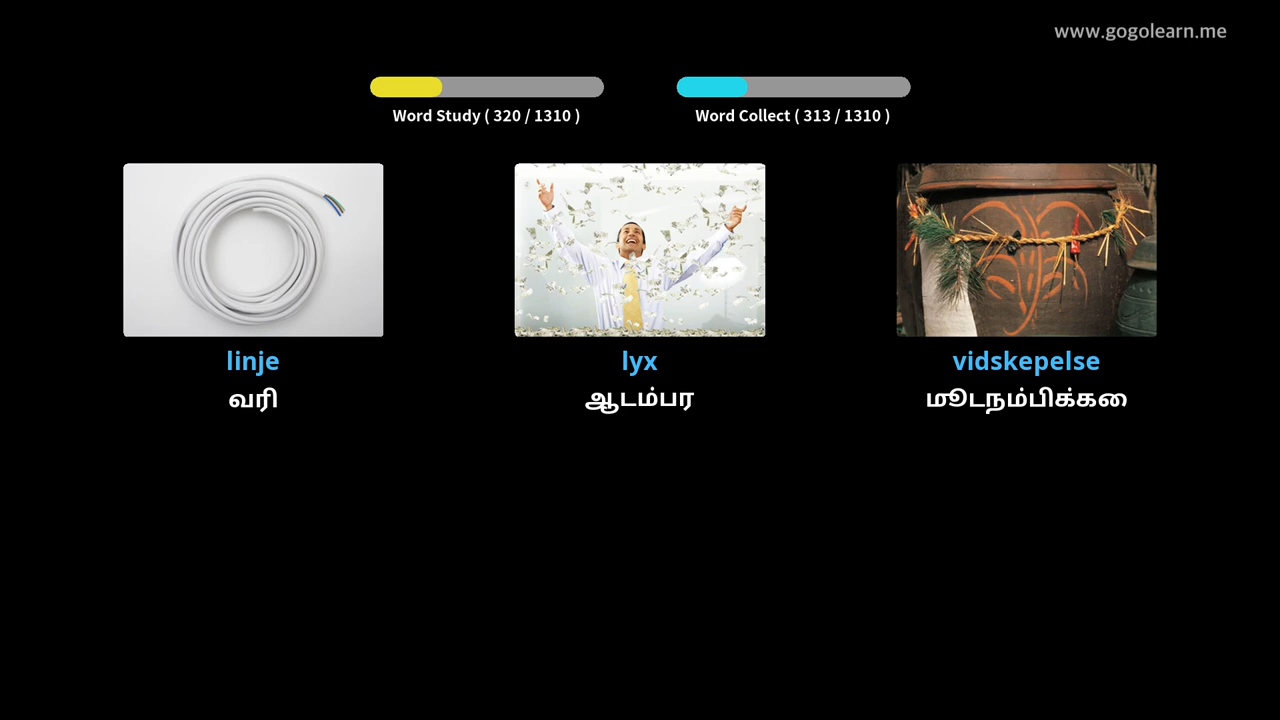 www.gogolearn.me
Word Study ( 320 / 1310 )
Word Collect ( 313 / 1310 )
linje
lyx
vidskepelse
வரி
ஆடம்பர
மூடநம்பிக்கை